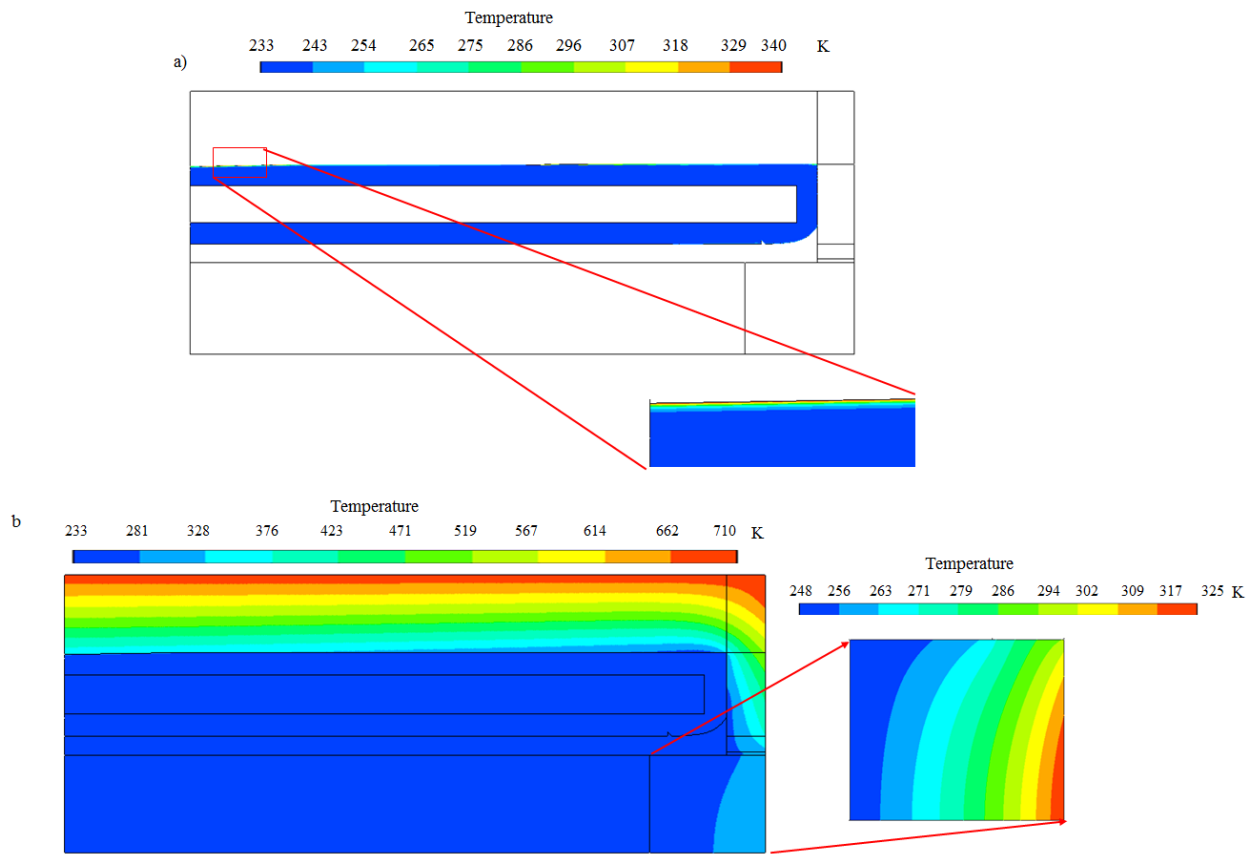 Temperature
233 243 254 265 275 286 296 307 318 329 340 K
a)
b
Temperature
233 281 328 376 423 471 519 567 614 662 710 K
Temperature
248 256 263 271 279 286 294 302 309 317 325 K